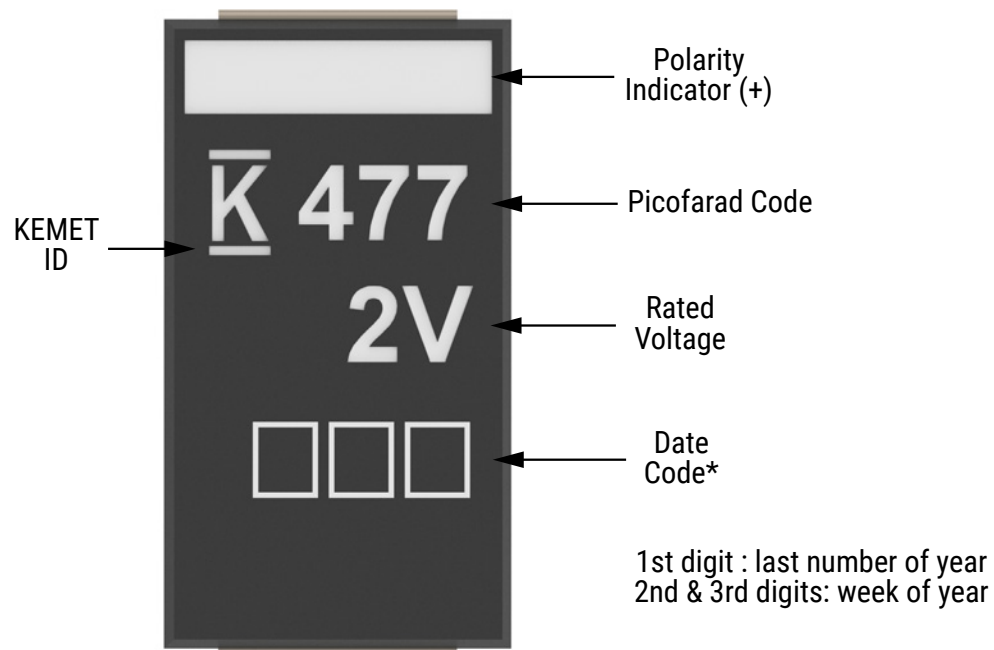 Polarity
Indicator (+)
K 477
Picofarad Code
KEMET
ID
2V
Rated
Voltage
Date
Code*
1st digit : last number of year
2nd & 3rd digits: week of year